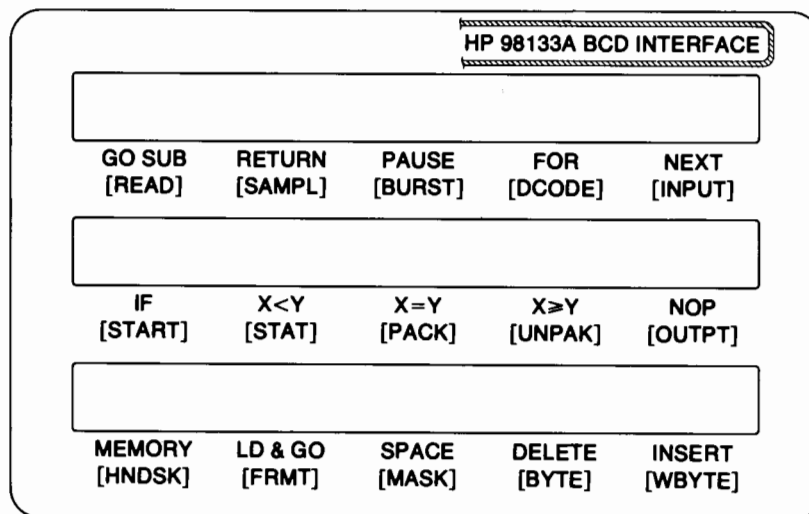 HP 98133A BCD INTERFACE
GO SUB RETURN PAUSE FOR NEXT
[READ] [SAMPL] [BURST] [DCODE] [INPUT]
IF X<Y X=Y X⩾Y NOP
[START] [STAT] [PACK] [UNPAK] [OUTPT]
MEMORY LD & GO SPACE DELETE INSERT
[HNDSK] [FRMT] [MASK] [BYTE] [WBYTE]